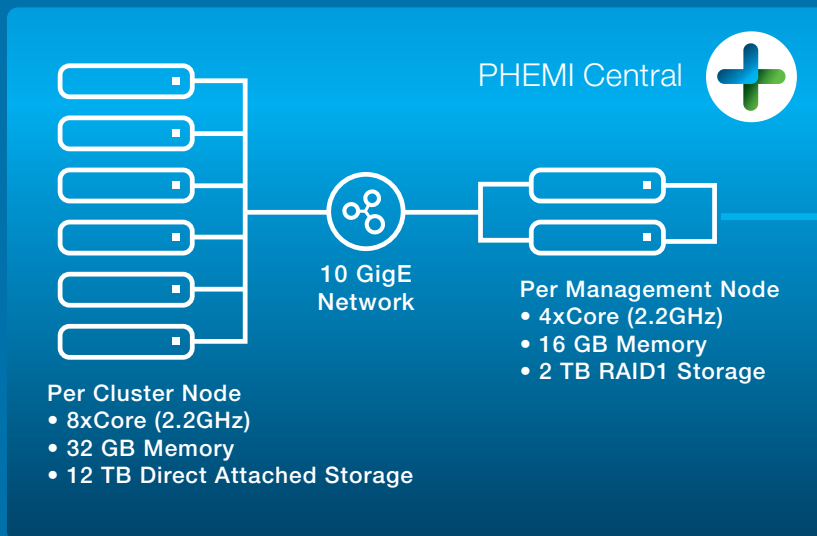 PHEMI Central
10 GigE
Network
Per Management Node
• 4xCore (2.2GHz)
• 16 GB Memory
• 2 TB RAID1 Storage
Per Cluster Node
• 8xCore (2.2GHz)
• 32 GB Memory
• 12 TB Direct Attached Storage